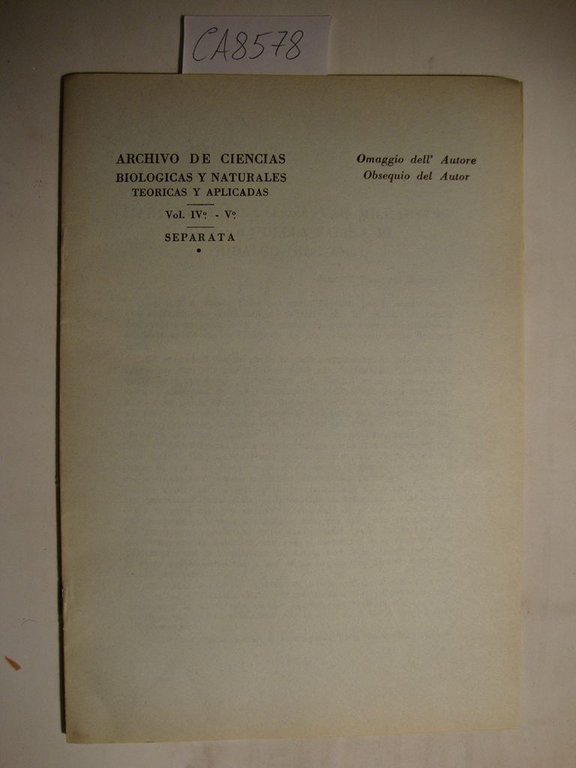 CA8578
ARCHIVO DE CIENCIAS
BIOLOGICAS Y NATURALES
TEORICAS Y APLICADAS
Vol. IVº. - Vº.
SEPARATA
Omaggio dell' Autore
Obsequio del Autor